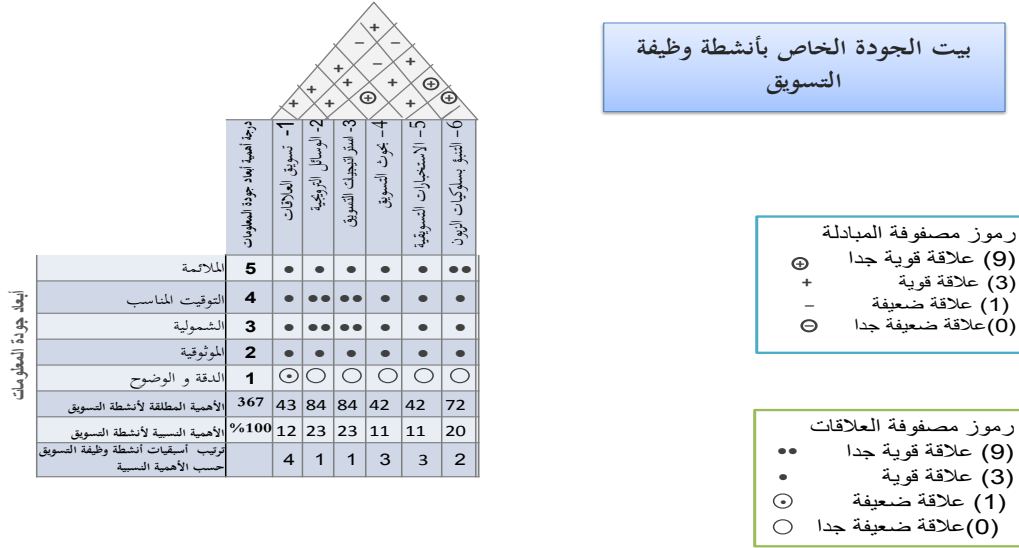 بيت الجودة الخاص بأنشطة وظيفة
التسويق
درجة أهمية أبعاد جودة المعلومات
1- تسويق العلاقات
2- الوسائل الترويجية
3- استراتيجيات التسويق
4- بحوث التسويق
5- الاستخبارات التسويقية
6- التنبؤ بسلوكيات الزبون
أبعاد جودة المعلومات
الملائمة 5 ● ● ● ● ● ●●
التوقيت المناسب 4 ● ●● ●● ● ● ●
الشمولية 3 ● ●● ●● ● ● ●
الموثوقية 2 ● ● ● ● ● ●
الدقة و الوضوح 1 ⊙ ○ ○ ○ ○ ○
الأهمية المطلقة لأنشطة التسويق 367 43 84 84 42 42 72
الأهمية النسبية لأنشطة التسويق %100 12 23 23 11 11 20
ترتيب أسبقيات أنشطة وظيفة التسويق
حسب الأهمية النسبية 4 1 1 3 3 2
رموز مصفوفة المبادلة
(9) علاقة قوية جدا ⊕
(3) علاقة قوية +
(1) علاقة ضعيفة –
(0)علاقة ضعيفة جدا ⊖
رموز مصفوفة العلاقات
(9) علاقة قوية جدا ●●
(3) علاقة قوية ●
(1) علاقة ضعيفة ⊙
(0)علاقة ضعيفة جدا ○